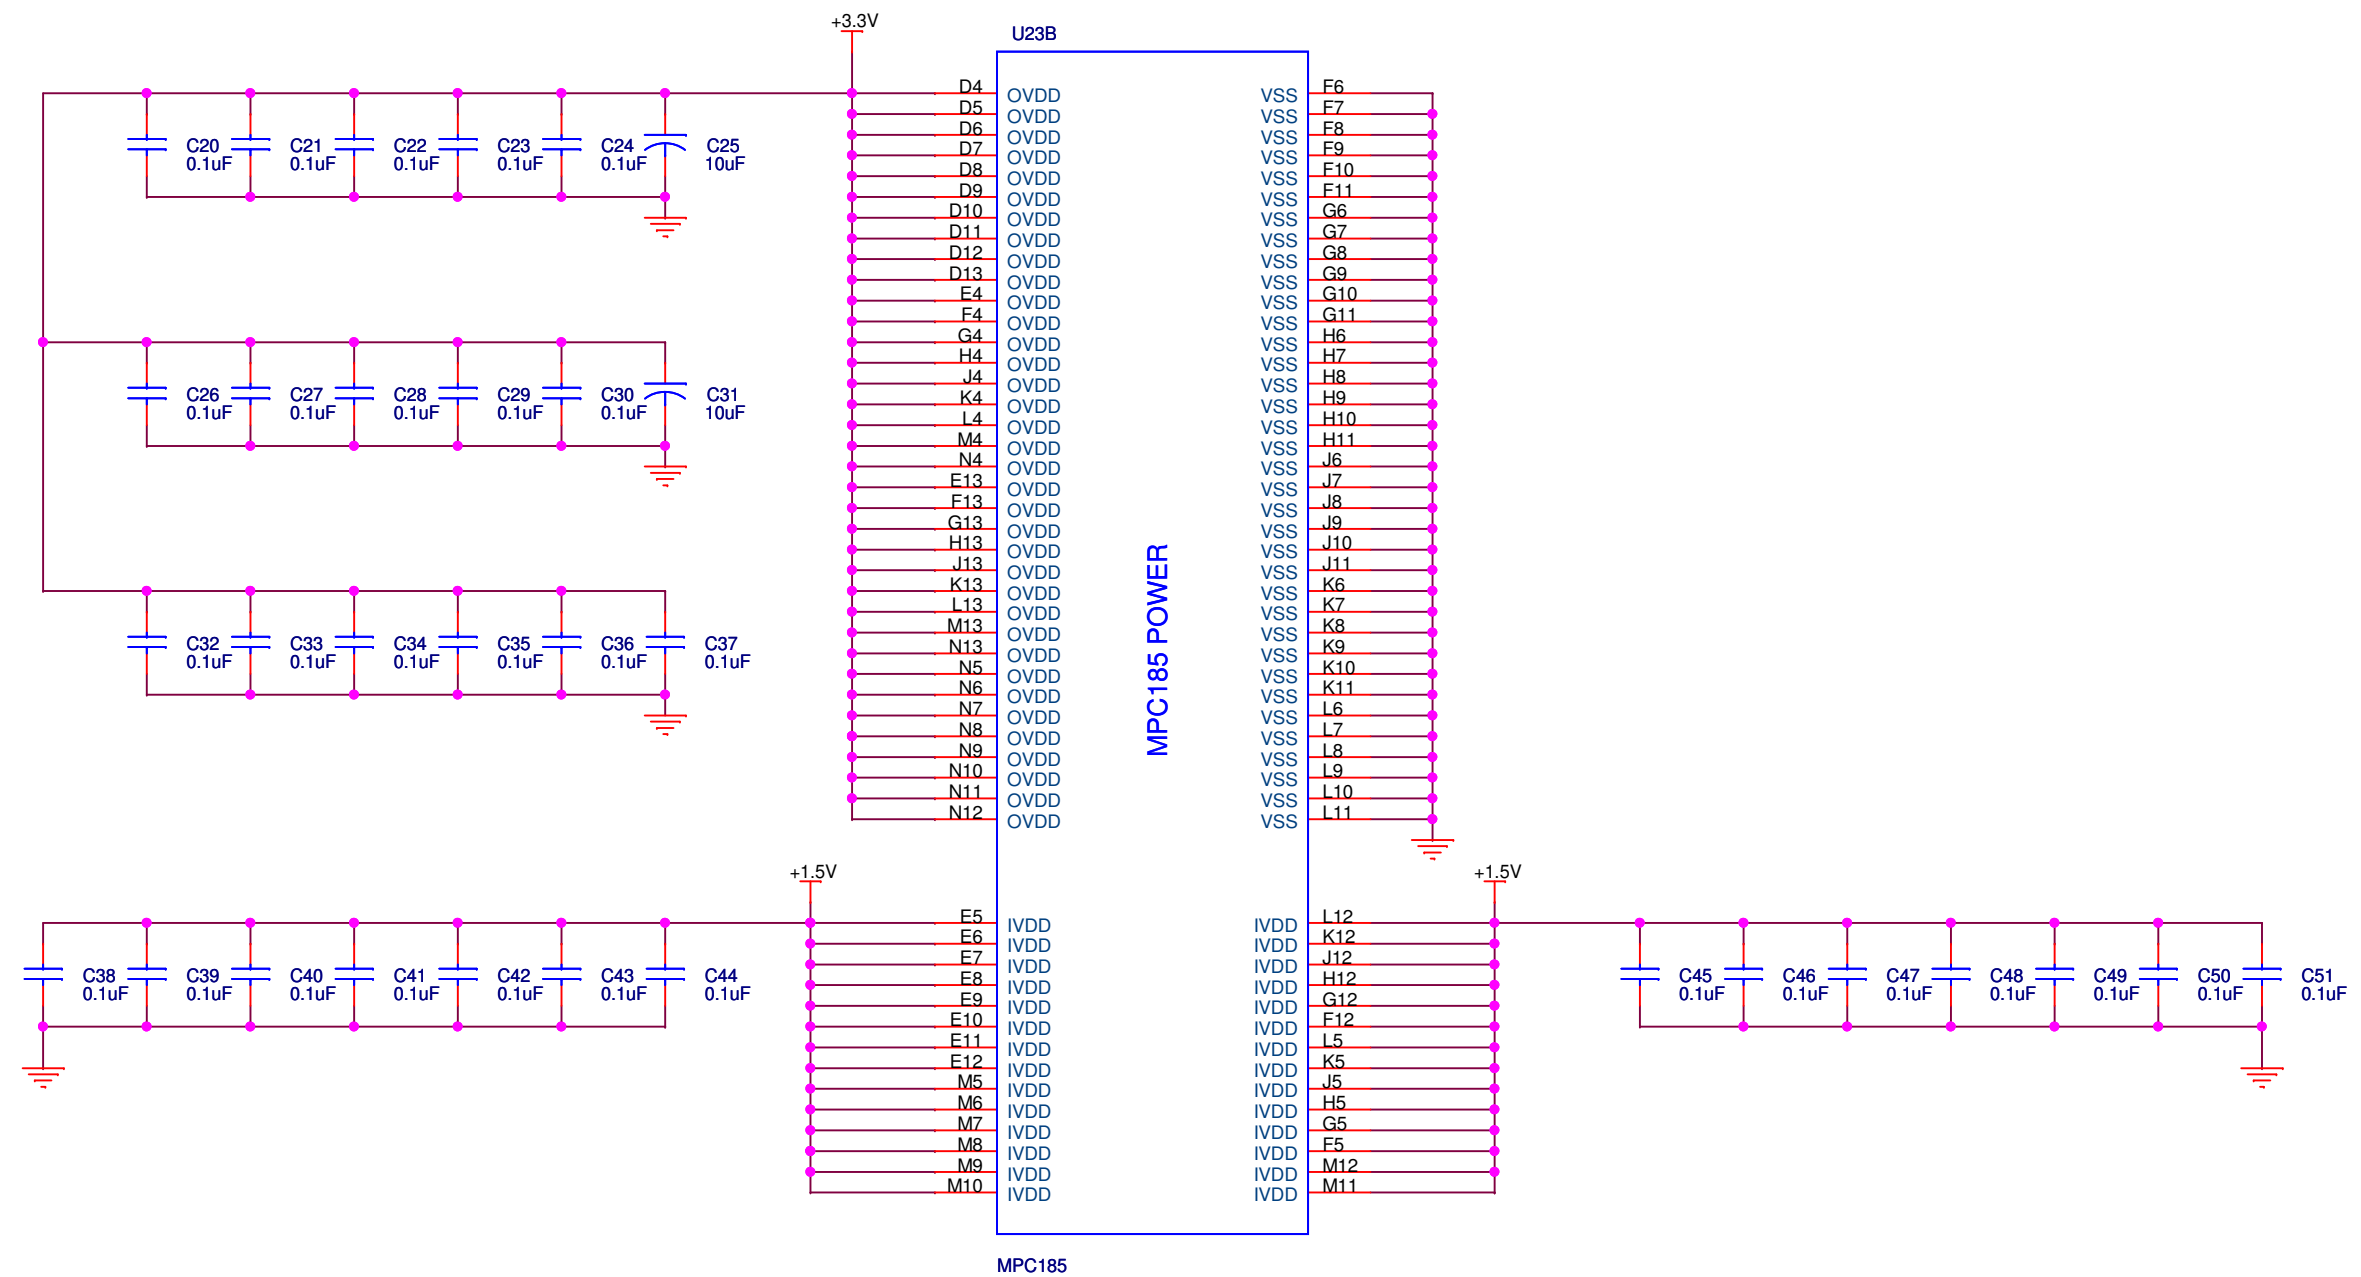 +3.3V
U23B
C20 C21 C22 C23 C24 C25
0.1uF 0.1uF 0.1uF 0.1uF 0.1uF 10uF
C26 C27 C28 C29 C30 C31
0.1uF 0.1uF 0.1uF 0.1uF 0.1uF 10uF
C32 C33 C34 C35 C36 C37
0.1uF 0.1uF 0.1uF 0.1uF 0.1uF 0.1uF
D4 OVDD VSS F6
D5 OVDD VSS F7
D6 OVDD VSS F8
D7 OVDD VSS F9
D8 OVDD VSS F10
D9 OVDD VSS F11
D10 OVDD VSS G6
D11 OVDD VSS G7
D12 OVDD VSS G8
D13 OVDD VSS G9
E4 OVDD VSS G10
F4 OVDD VSS G11
G4 OVDD VSS H6
H4 OVDD VSS H7
J4 OVDD VSS H8
K4 OVDD VSS H9
L4 OVDD VSS H10
M4 OVDD VSS H11
N4 OVDD VSS J6
E13 OVDD VSS J7
F13 OVDD VSS J8
G13 OVDD VSS J9
H13 OVDD VSS J10
J13 OVDD VSS J11
K13 OVDD VSS K6
L13 OVDD VSS K7
M13 OVDD VSS K8
N13 OVDD VSS K9
N5 OVDD VSS K10
N6 OVDD VSS K11
N7 OVDD VSS L6
N8 OVDD VSS L7
N9 OVDD VSS L8
N10 OVDD VSS L9
N11 OVDD VSS L10
N12 OVDD VSS L11
MPC185 POWER
+1.5V +1.5V
E5 IVDD IVDD L12
E6 IVDD IVDD K12
E7 IVDD IVDD J12
E8 IVDD IVDD H12
E9 IVDD IVDD G12
E10 IVDD IVDD F12
E11 IVDD IVDD L5
E12 IVDD IVDD K5
M5 IVDD IVDD J5
M6 IVDD IVDD H5
M7 IVDD IVDD G5
M8 IVDD IVDD F5
M9 IVDD IVDD M12
M10 IVDD IVDD M11
C38 C39 C40 C41 C42 C43 C44
0.1uF 0.1uF 0.1uF 0.1uF 0.1uF 0.1uF 0.1uF
C45 C46 C47 C48 C49 C50 C51
0.1uF 0.1uF 0.1uF 0.1uF 0.1uF 0.1uF 0.1uF
MPC185